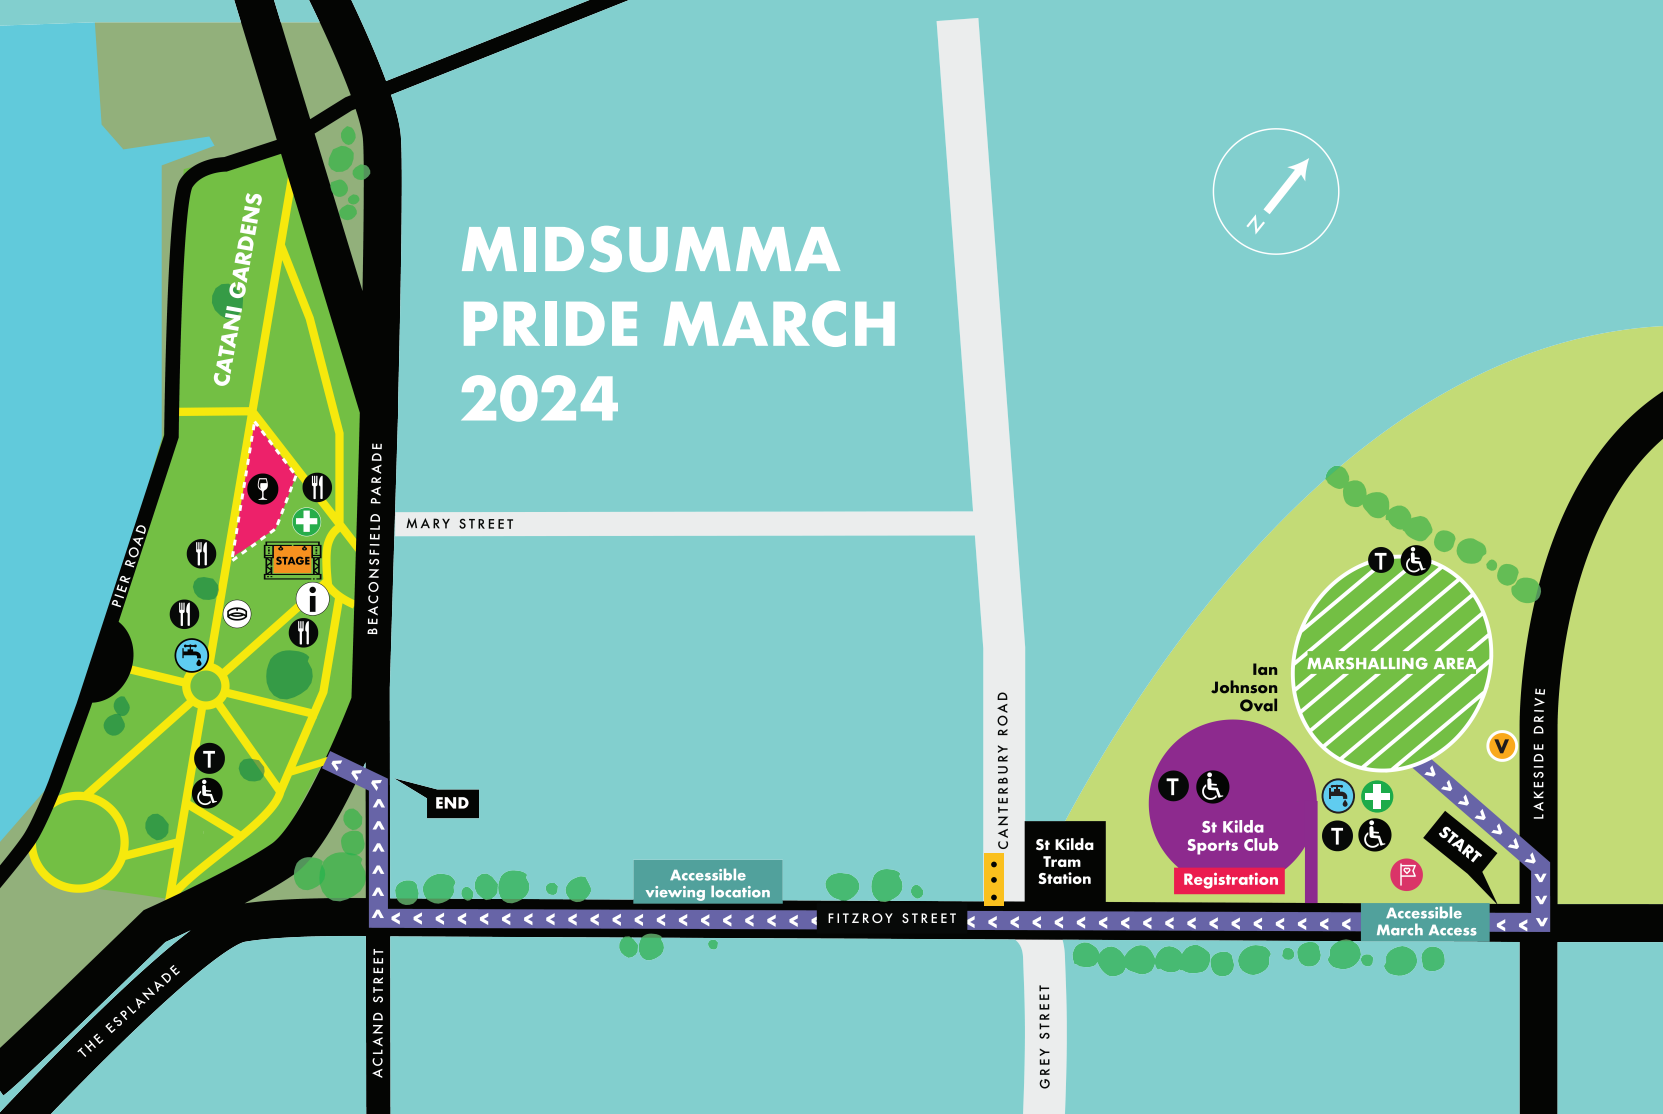 MIDSUMMA
PRIDE MARCH
2024
N
CATANI GARDENS
PIER ROAD
BEACONSFIELD PARADE
STAGE
i
T
MARY STREET
END
CANTERBURY ROAD
Ian
Johnson
Oval
T
MARSHALLING AREA
V
LAKESIDE DRIVE
T
St Kilda
Sports Club
Registration
T
START
St Kilda
Tram
Station
Accessible
viewing location
FITZROY STREET
Accessible
March Access
THE ESPLANADE
ACLAND STREET
GREY STREET